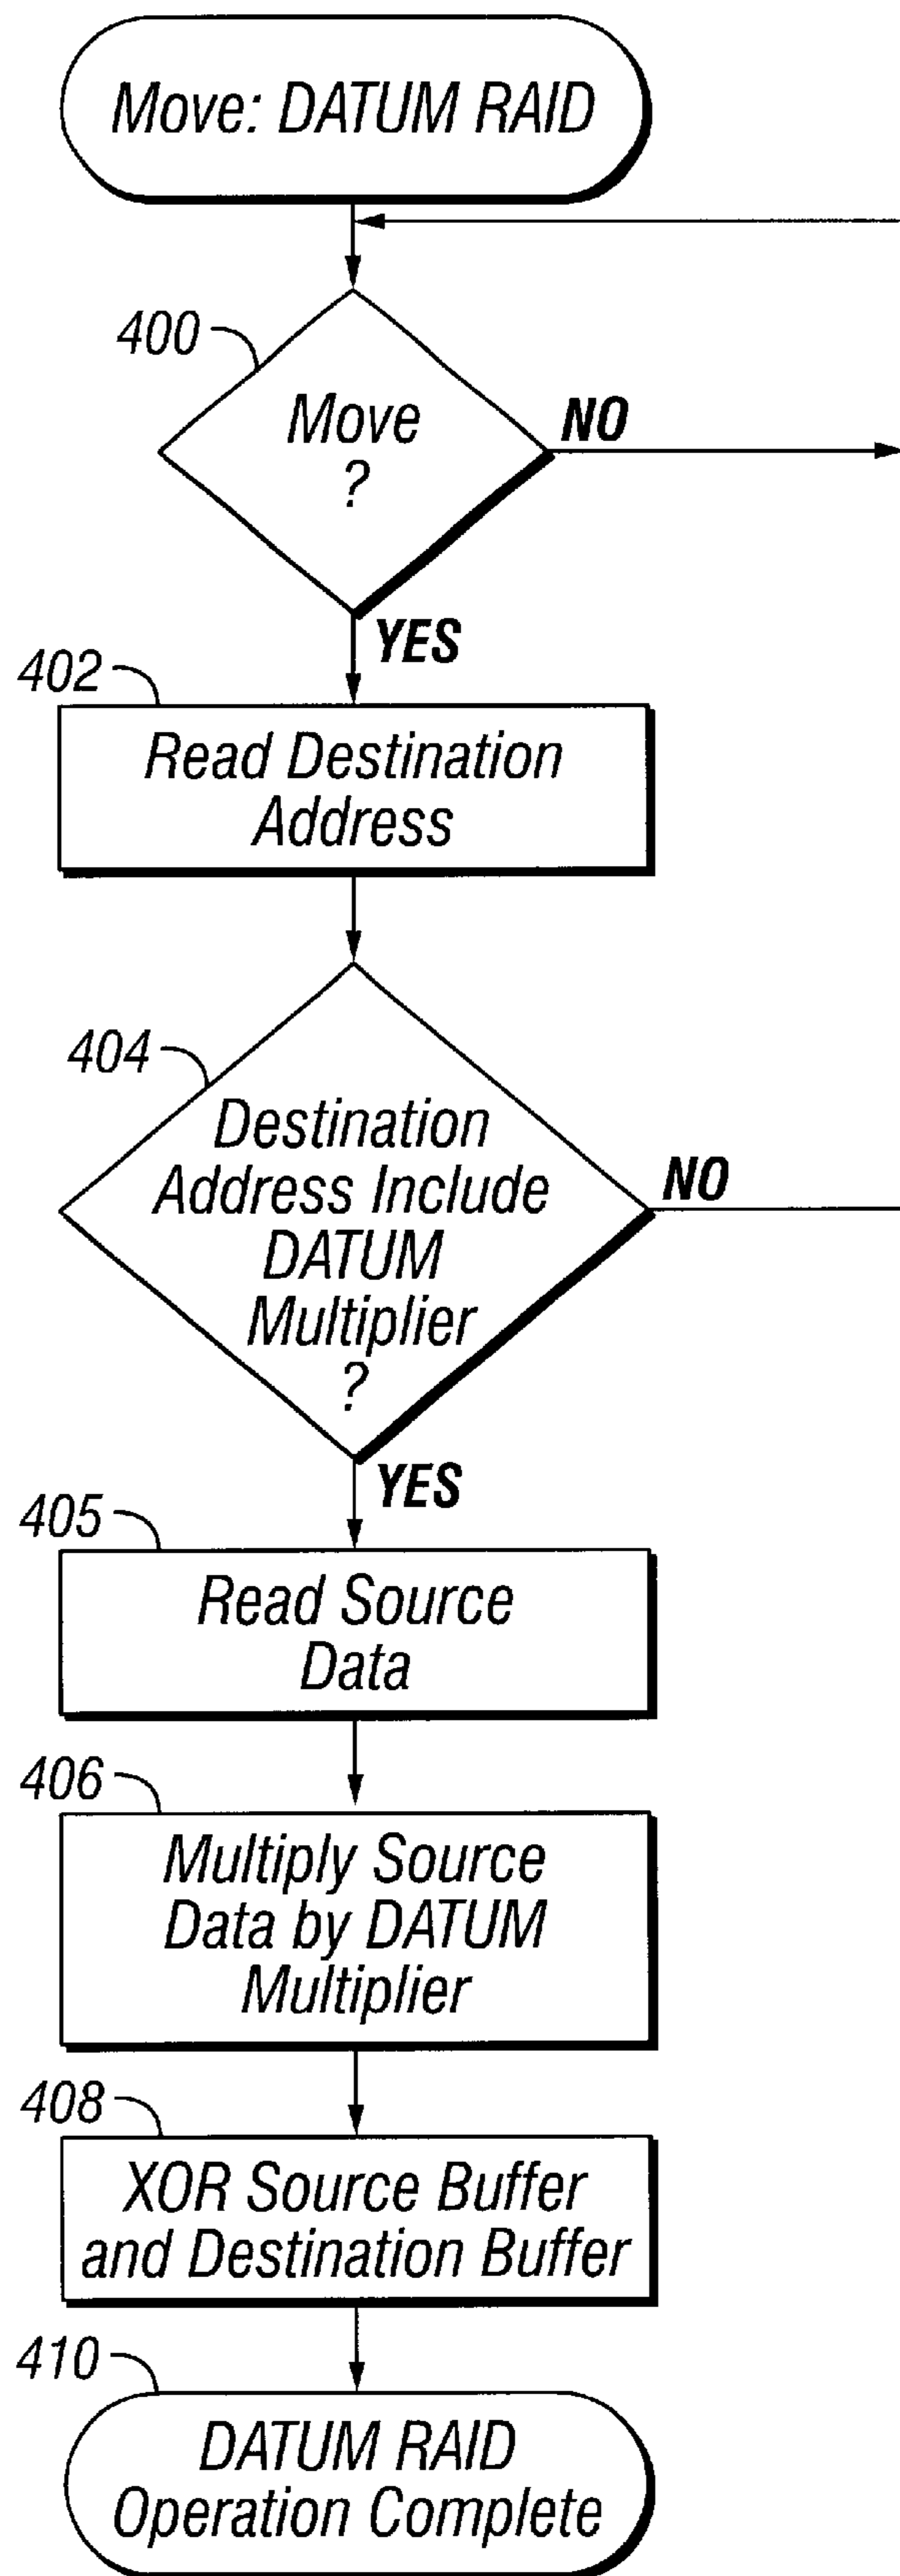 Move: DATUM RAID
400
Move
?
NO
YES
402
Read Destination
Address
404
Destination
Address Include
DATUM
Multiplier
?
NO
YES
405
Read Source
Data
406
Multiply Source
Data by DATUM
Multiplier
408
XOR Source Buffer
and Destination Buffer
410
DATUM RAID
Operation Complete